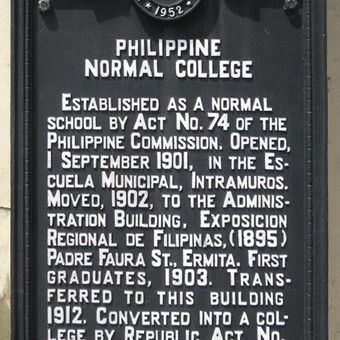 ★ 1952 ★
PHILIPPINE
NORMAL COLLEGE
ESTABLISHED AS A NORMAL
SCHOOL BY ACT NO. 74 OF THE
PHILIPPINE COMMISSION. OPENED,
1 SEPTEMBER 1901, IN THE ES-
CUELA MUNICIPAL, INTRAMUROS.
MOVED, 1902, TO THE ADMINIS-
TRATION BUILDING, EXPOSICION
REGIONAL DE FILIPINAS, (1895)
PADRE FAURA ST., ERMITA. FIRST
GRADUATES, 1903. TRANS-
FERRED TO THIS BUILDING
1912. CONVERTED INTO A COL-
LEGE BY REPUBLIC ACT, NO.